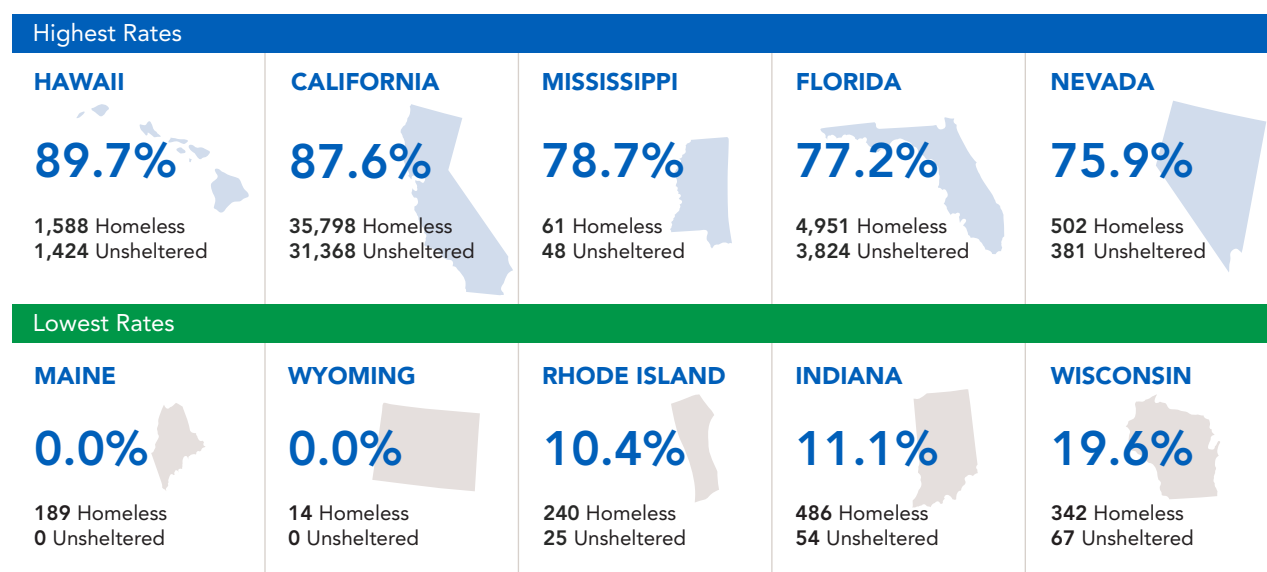 Highest Rates
HAWAII
89.7%
1,588 Homeless
1,424 Unsheltered
CALIFORNIA
87.6%
35,798 Homeless
31,368 Unsheltered
MISSISSIPPI
78.7%
61 Homeless
48 Unsheltered
FLORIDA
77.2%
4,951 Homeless
3,824 Unsheltered
NEVADA
75.9%
502 Homeless
381 Unsheltered
Lowest Rates
MAINE
0.0%
189 Homeless
0 Unsheltered
WYOMING
0.0%
14 Homeless
0 Unsheltered
RHODE ISLAND
10.4%
240 Homeless
25 Unsheltered
INDIANA
11.1%
486 Homeless
54 Unsheltered
WISCONSIN
19.6%
342 Homeless
67 Unsheltered